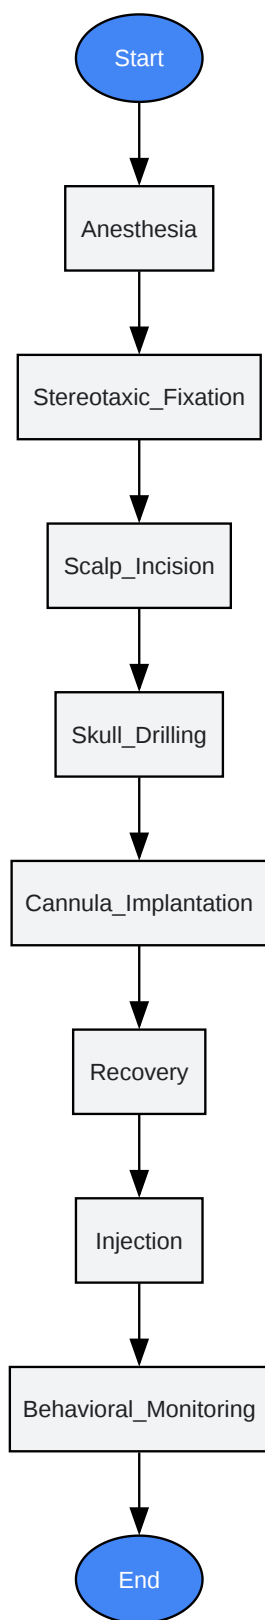 Start
Anesthesia
Stereotaxic_Fixation
Scalp_Incision
Skull_Drilling
Cannula_Implantation
Recovery
Injection
Behavioral_Monitoring
End